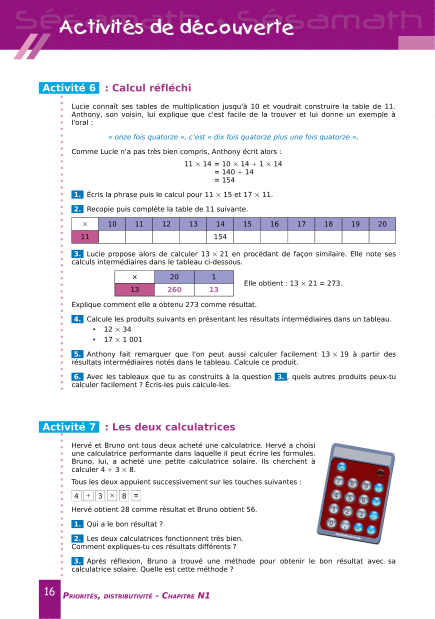 Sésamath Sésamath Sésamath
Activités de découverte
Activité 6 : Calcul réfléchi
Lucie connaît ses tables de multiplication jusqu'à 10 et voudrait construire la table de 11.
Anthony, son voisin, lui explique que c'est facile de la trouver et lui donne un exemple à
l'oral :
« onze fois quatorze », c'est « dix fois quatorze plus une fois quatorze ».
Comme Lucie n'a pas très bien compris, Anthony écrit alors :
11 × 14 = 10 × 14 + 1 × 14
= 140 + 14
= 154
1. Écris la phrase puis le calcul pour 11 × 15 et 17 × 11.
2. Recopie puis complète la table de 11 suivante.
× 10 11 12 13 14 15 16 17 18 19 20
11 154
3. Lucie propose alors de calculer 13 × 21 en procédant de façon similaire. Elle note ses
calculs intermédiaires dans le tableau ci-dessous.
× 20 1
13 260 13
Elle obtient : 13 × 21 = 273.
Explique comment elle a obtenu 273 comme résultat.
4. Calcule les produits suivants en présentant les résultats intermédiaires dans un tableau.
• 12 × 34
• 17 × 1 001
5. Anthony fait remarquer que l'on peut aussi calculer facilement 13 × 19 à partir des
résultats intermédiaires notés dans le tableau. Calcule ce produit.
6. Avec les tableaux que tu as construits à la question 3., quels autres produits peux-tu
calculer facilement ? Écris-les puis calcule-les.
Activité 7 : Les deux calculatrices
Hervé et Bruno ont tous deux acheté une calculatrice. Hervé a choisi
une calculatrice performante dans laquelle il peut écrire les formules.
Bruno, lui, a acheté une petite calculatrice solaire. Ils cherchent à
calculer 4 + 3 × 8.
Tous les deux appuient successivement sur les touches suivantes :
4 + 3 × 8 =
Hervé obtient 28 comme résultat et Bruno obtient 56.
1. Qui a le bon résultat ?
2. Les deux calculatrices fonctionnent très bien.
Comment expliques-tu ces résultats différents ?
3. Après réflexion, Bruno a trouvé une méthode pour obtenir le bon résultat avec sa
calculatrice solaire. Quelle est cette méthode ?
16 Priorités, distributivité - Chapitre N1